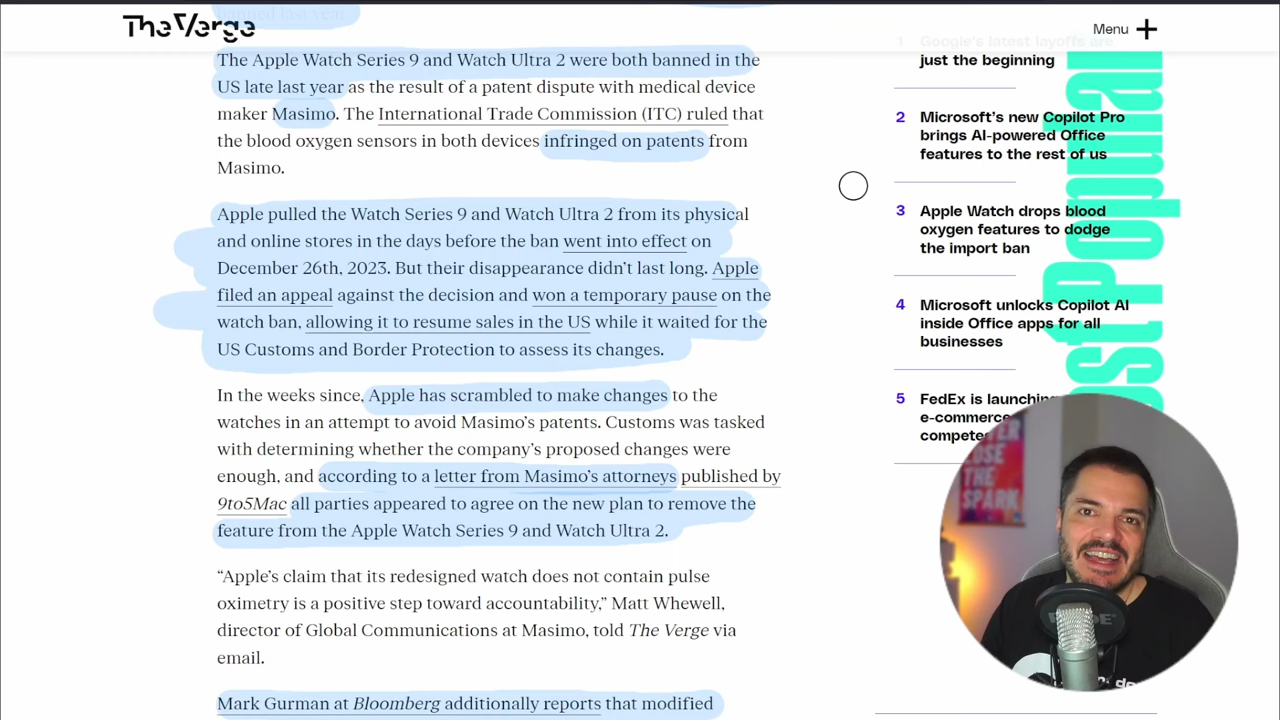 banned last year.
The Verge
Menu
The Apple Watch Series 9 and Watch Ultra 2 were both banned in the
US late last year as the result of a patent dispute with medical device
maker Masimo. The International Trade Commission (ITC) ruled that
the blood oxygen sensors in both devices infringed on patents from
Masimo.
Apple pulled the Watch Series 9 and Watch Ultra 2 from its physical
and online stores in the days before the ban went into effect on
December 26th, 2023. But their disappearance didn’t last long. Apple
filed an appeal against the decision and won a temporary pause on the
watch ban, allowing it to resume sales in the US while it waited for the
US Customs and Border Protection to assess its changes.
In the weeks since, Apple has scrambled to make changes to the
watches in an attempt to avoid Masimo’s patents. Customs was tasked
with determining whether the company’s proposed changes were
enough, and according to a letter from Masimo’s attorneys published by
9to5Mac all parties appeared to agree on the new plan to remove the
feature from the Apple Watch Series 9 and Watch Ultra 2.
“Apple’s claim that its redesigned watch does not contain pulse
oximetry is a positive step toward accountability,” Matt Whewell,
director of Global Communications at Masimo, told The Verge via
email.
Mark Gurman at Bloomberg additionally reports that modified
1 Google’s latest layoffs are
just the beginning
2 Microsoft’s new Copilot Pro
brings AI-powered Office
features to the rest of us
3 Apple Watch drops blood
oxygen features to dodge
the import ban
4 Microsoft unlocks Copilot AI
inside Office apps for all
businesses
5 FedEx is launching
e-commerce
st Popular
LOSE
THE
SPARK